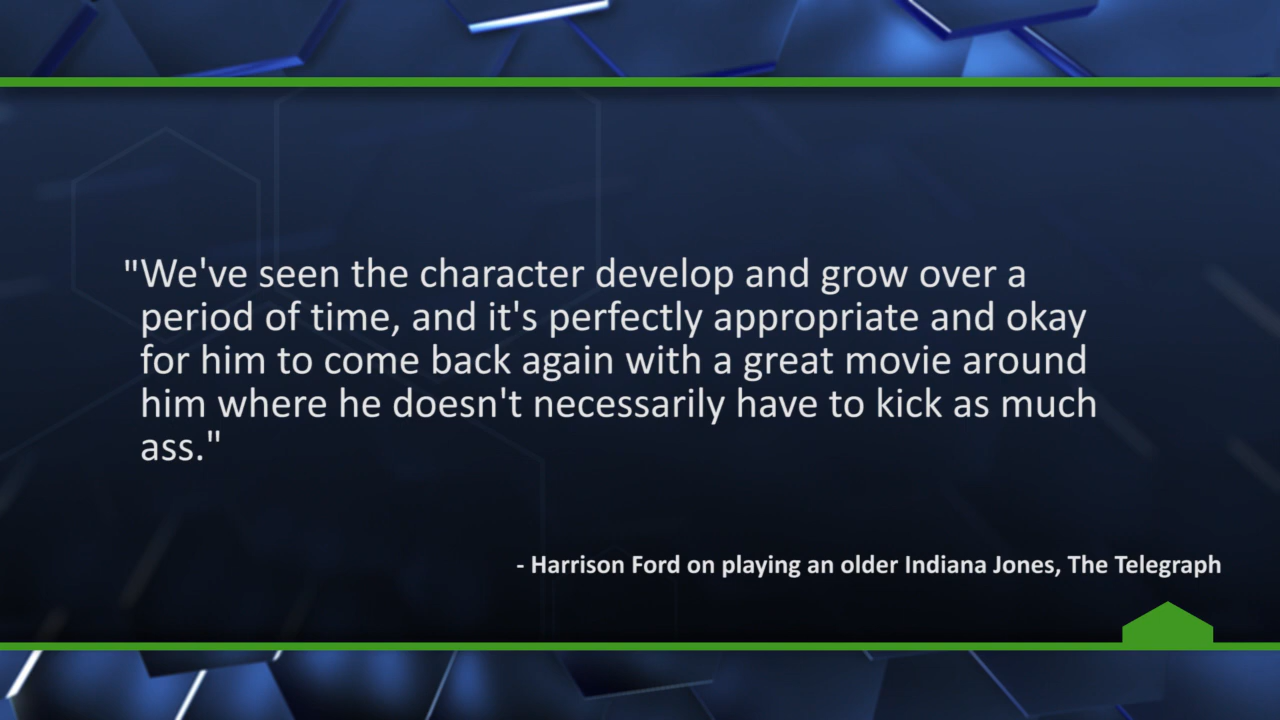 "We've seen the character develop and grow over a
period of time, and it's perfectly appropriate and okay
for him to come back again with a great movie around
him where he doesn't necessarily have to kick as much
ass."
- Harrison Ford on playing an older Indiana Jones, The Telegraph